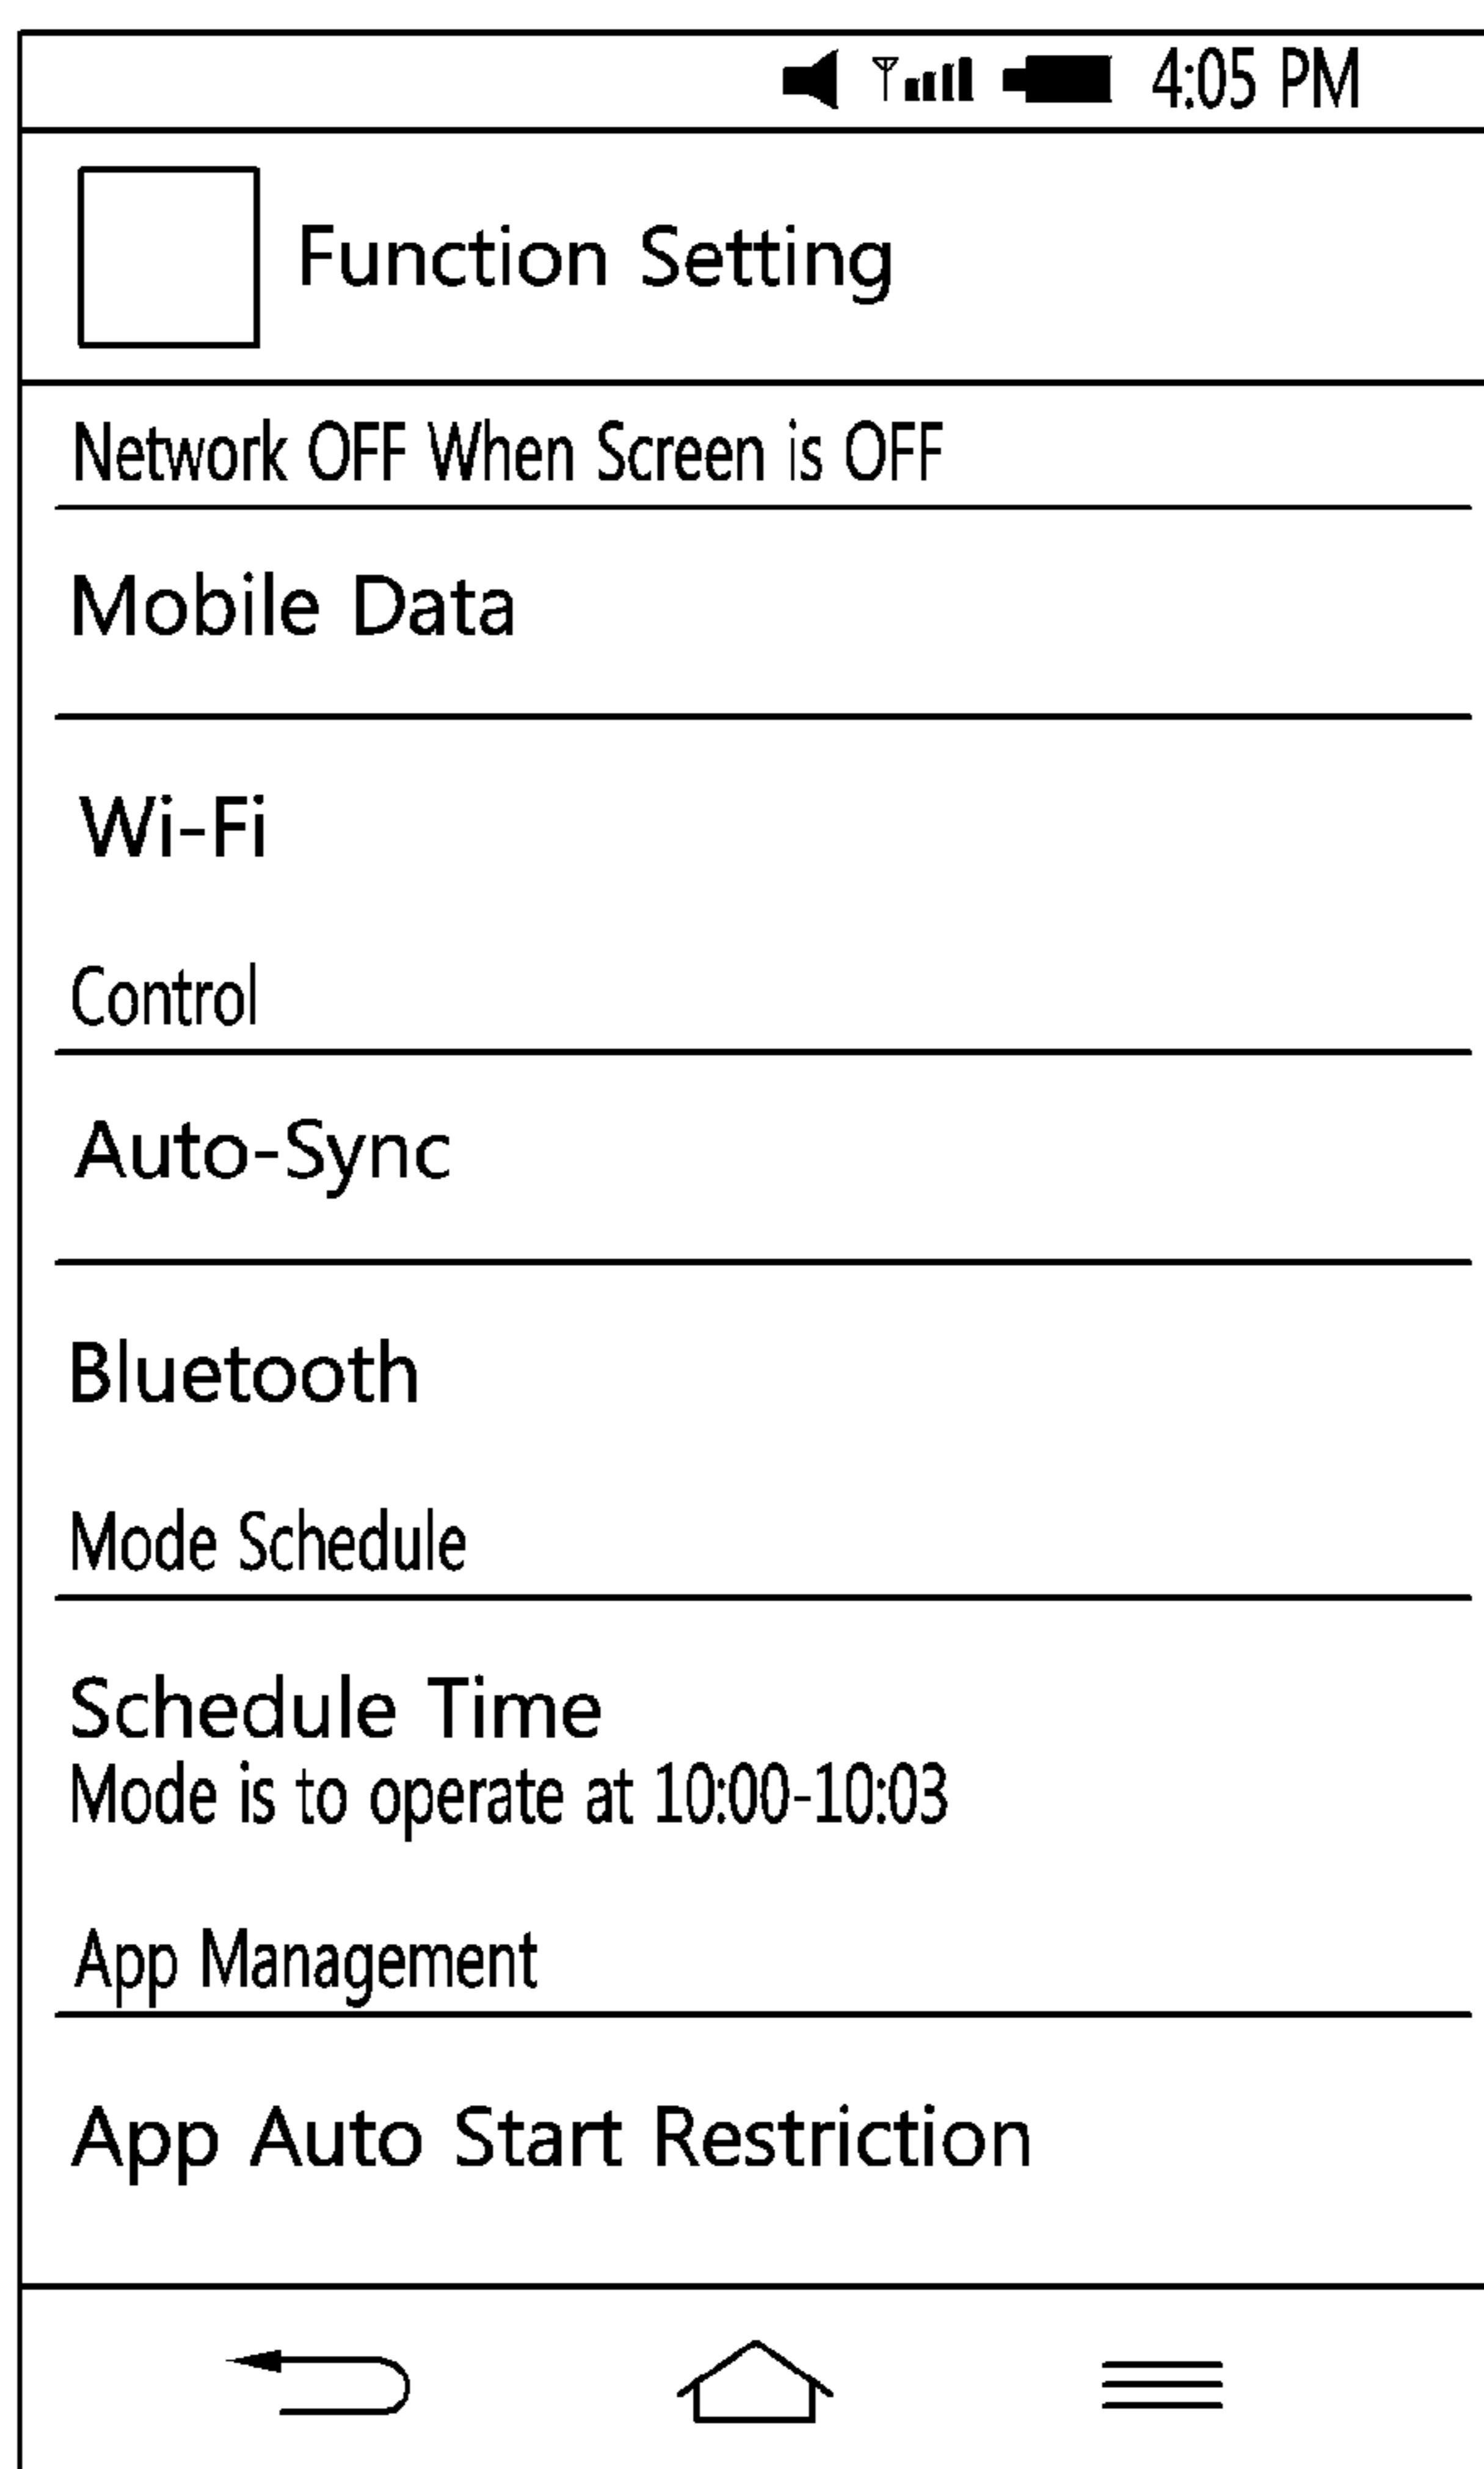 4:05 PM
Function Setting
Network OFF When Screen is OFF
Mobile Data
Wi-Fi
Control
Auto-Sync
Bluetooth
Mode Schedule
Schedule Time
Mode is to operate at 10:00-10:03
App Management
App Auto Start Restriction